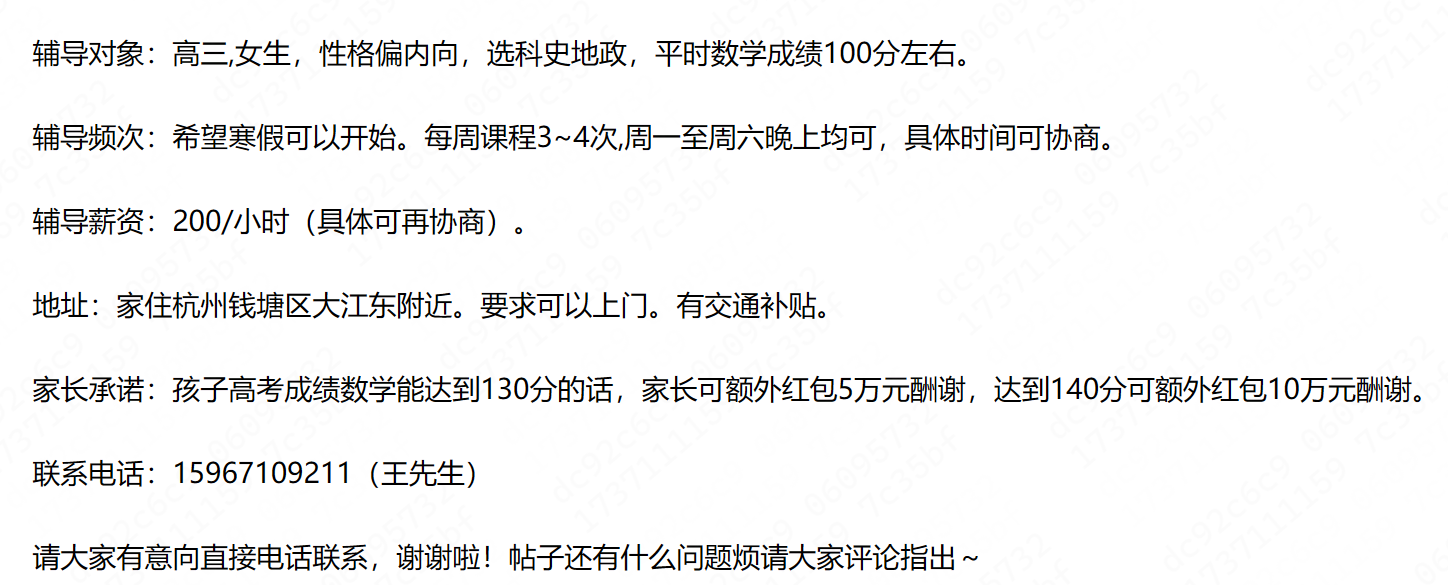 辅导对象：高三,女生，性格偏内向，选科史地政，平时数学成绩100分左右。
辅导频次：希望寒假可以开始。每周课程3~4次,周一至周六晚上均可，具体时间可协商。
辅导薪资：200/小时（具体可再协商）。
地址：家住杭州钱塘区大江东附近。要求可以上门。有交通补贴。
家长承诺：孩子高考成绩数学能达到130分的话，家长可额外红包5万元酬谢，达到140分可额外红包10万元酬谢。
联系电话：15967109211（王先生）
请大家有意向直接电话联系，谢谢啦！帖子还有什么问题烦请大家评论指出～